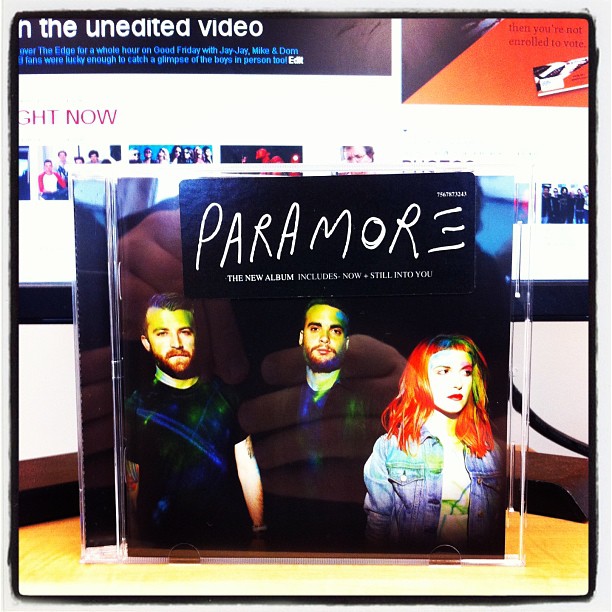 n the unedited video
over The Edge for a whole hour on Good Friday with Jay-Jay, Mike & Dom
fans were lucky enough to catch a glimpse of the boys in person too! Edit
then you're not
enrolled to vote.
GHT NOW
PHOTOS
7567873243
PARAMORE
-THE NEW ALBUM INCLUDES- NOW + STILL INTO YOU